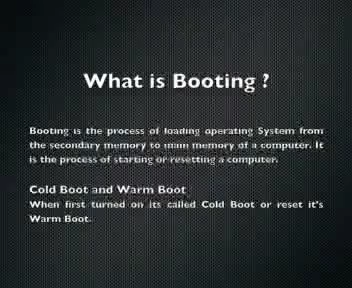 What is Booting ?
Booting is the process of loading operating System from
the secondary memory to main memory of a computer. It
is the process of starting or resetting a computer.
Cold Boot and Warm Boot
When first turned on its called Cold Boot or reset it's
Warm Boot.